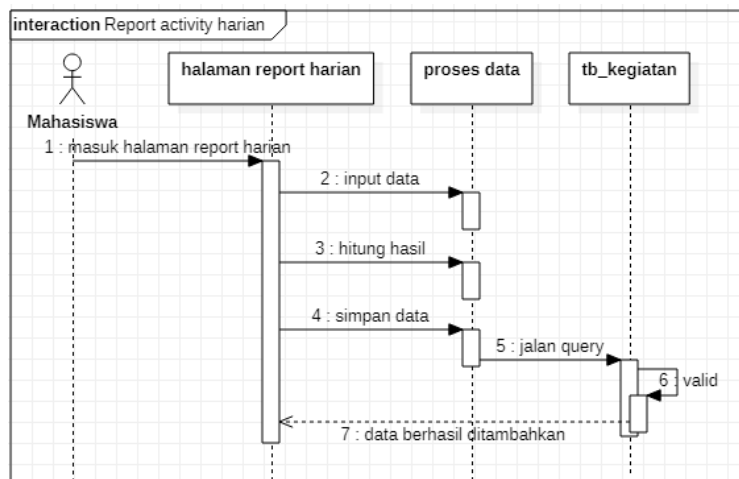 interaction Report activity harian
halaman report harian
proses data
tb_kegiatan
Mahasiswa
1 : masuk halaman report harian
2 : input data
3 : hitung hasil
4 : simpan data
5 : jalan query
6 : valid
7 : data berhasil ditambahkan